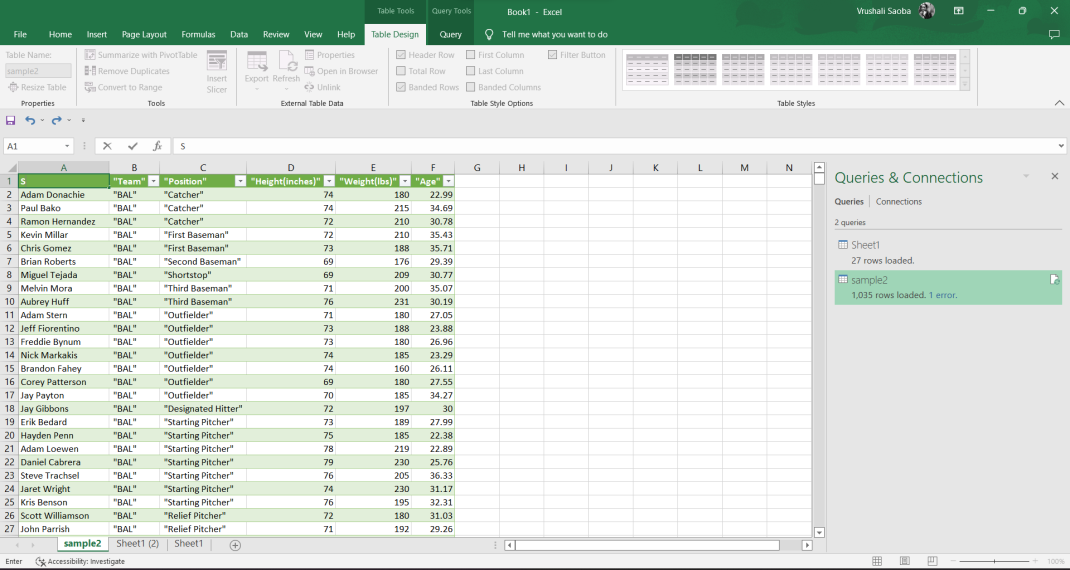 Table Tools Query Tools Book1 - Excel Vrushali Saoba
File Home Insert Page Layout Formulas Data Review View Help Table Design Query Tell me what you want to do
Table Name: Summarize with PivotTable Properties Header Row First Column Filter Button
sample2 Remove Duplicates Insert Slicer Export Refresh Open in Browser Total Row Last Column
Resize Table Convert to Range Unlink Banded Rows Banded Columns
Properties Tools External Table Data Table Style Options Table Styles
A1 fx S
A B C D E F G H I J K L M N
1 S "Team" "Position" "Height(inches)" "Weight(lbs)" "Age"
2 Adam Donachie "BAL" "Catcher" 74 180 22.99
3 Paul Bako "BAL" "Catcher" 74 215 34.69
4 Ramon Hernandez "BAL" "Catcher" 72 210 30.78
5 Kevin Millar "BAL" "First Baseman" 72 210 35.43
6 Chris Gomez "BAL" "First Baseman" 73 188 35.71
7 Brian Roberts "BAL" "Second Baseman" 69 176 29.39
8 Miguel Tejada "BAL" "Shortstop" 69 209 30.77
9 Melvin Mora "BAL" "Third Baseman" 71 200 35.07
10 Aubrey Huff "BAL" "Third Baseman" 76 231 30.19
11 Adam Stern "BAL" "Outfielder" 71 180 27.05
12 Jeff Fiorentino "BAL" "Outfielder" 73 188 23.88
13 Freddie Bynum "BAL" "Outfielder" 73 180 26.96
14 Nick Markakis "BAL" "Outfielder" 74 185 23.29
15 Brandon Fahey "BAL" "Outfielder" 74 160 26.11
16 Corey Patterson "BAL" "Outfielder" 69 180 27.55
17 Jay Payton "BAL" "Outfielder" 70 185 34.27
18 Jay Gibbons "BAL" "Designated Hitter" 72 197 30
19 Erik Bedard "BAL" "Starting Pitcher" 73 189 27.99
20 Hayden Penn "BAL" "Starting Pitcher" 75 185 22.38
21 Adam Loewen "BAL" "Starting Pitcher" 78 219 22.89
22 Daniel Cabrera "BAL" "Starting Pitcher" 79 230 25.76
23 Steve Trachsel "BAL" "Starting Pitcher" 76 205 36.33
24 Jaret Wright "BAL" "Starting Pitcher" 74 230 31.17
25 Kris Benson "BAL" "Starting Pitcher" 76 195 32.31
26 Scott Williamson "BAL" "Relief Pitcher" 72 180 31.03
27 John Parrish "BAL" "Relief Pitcher" 71 192 29.26
Queries & Connections
Queries Connections
2 queries
Sheet1
27 rows loaded.
sample2
1,035 rows loaded. 1 error.
sample2 Sheet1 (2) Sheet1
Enter Accessibility: Investigate 100%